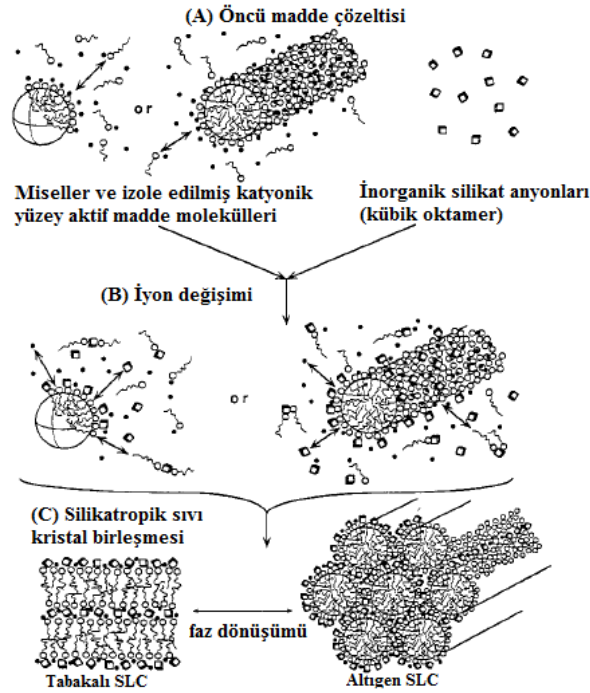 (A) Öncü madde çözeltisi
or
Miseller ve izole edilmiş katyonik
yüzey aktif madde molekülleri
İnorganik silikat anyonları
(kübik oktamer)
(B) İyon değişimi
or
(C) Silikatropik sıvı
kristal birleşmesi
faz dönüşümü
Tabakalı SLC
Altıgen SLC